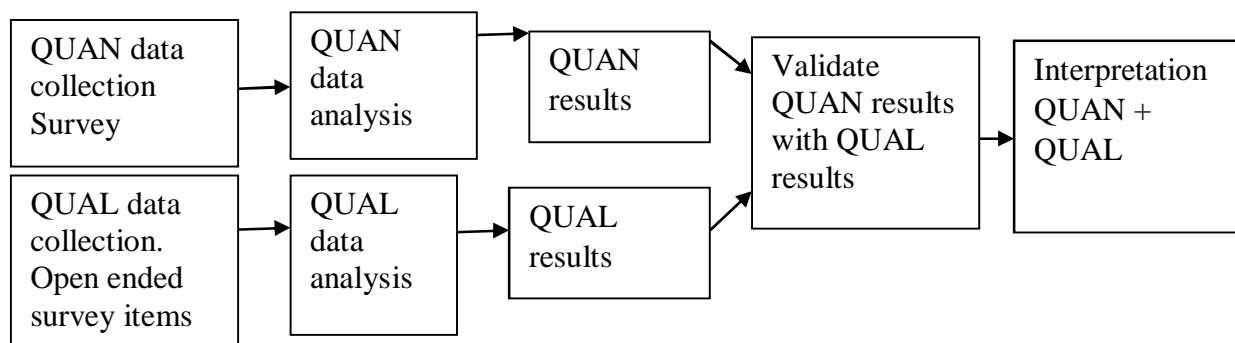 QUAN data
collection
Survey
QUAN
data
analysis
QUAN
results
Validate
QUAN results
with QUAL
results
Interpretation
QUAN +
QUAL
QUAL data
collection.
Open ended
survey items
QUAL
data
analysis
QUAL
results